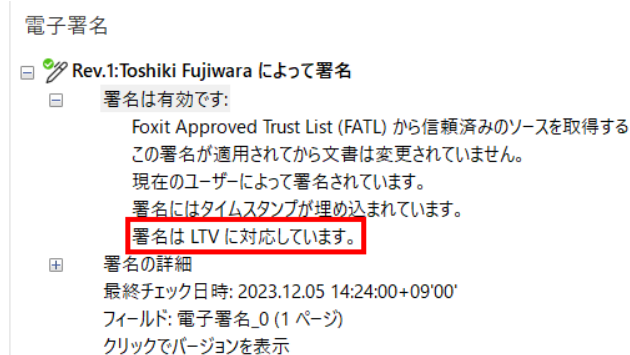 電子署名
Rev.1:Toshiki Fujiwara によって署名
署名は有効です:
Foxit Approved Trust List (FATL) から信頼済みのソースを取得する
この署名が適用されてから文書は変更されていません。
現在のユーザーによって署名されています。
署名にはタイムスタンプが埋め込まれています。
署名は LTV に対応しています。
署名の詳細
最終チェック日時: 2023.12.05 14:24:00+09'00'
フィールド: 電子署名_0 (1 ページ)
クリックでバージョンを表示